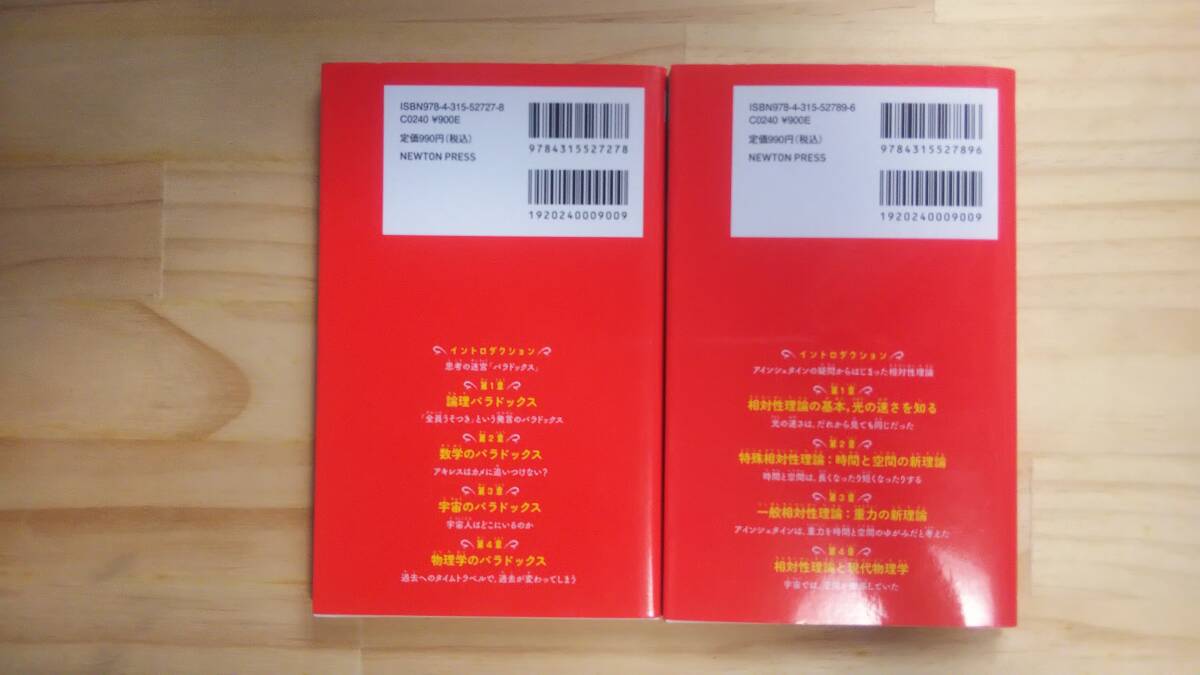 ISBN978-4-315-52727-8
C0240 ¥900E
定価990円(税込)
NEWTON PRESS
9784315527278
1920240009009
イントロダクション
思考の迷宮「パラドックス」
第1章
論理パラドックス
「全員うそつき」という発言のパラドックス
第2章
数学のパラドックス
アキレスはカメに追いつけない?
第3章
宇宙のパラドックス
宇宙人はどこにいるのか
第4章
物理学のパラドックス
過去へのタイムトラベルで、過去が変わってしまう
ISBN978-4-315-52789-6
C0240 ¥900E
定価990円(税込)
NEWTON PRESS
9784315527896
1920240009009
イントロダクション
アインシュタインの疑問からはじまった相対性理論
第1章
相対性理論の基本、光の速さを知る
光の速さは、だれから見ても同じだった
第2章
特殊相対性理論:時間と空間の新理論
時間と空間は、長くなったり短くなったりする
第3章
一般相対性理論:重力の新理論
アインシュタインは、重力を時間と空間のゆがみだと考えた
第4章
相対性理論と現代物理学
宇宙では、空間が していた